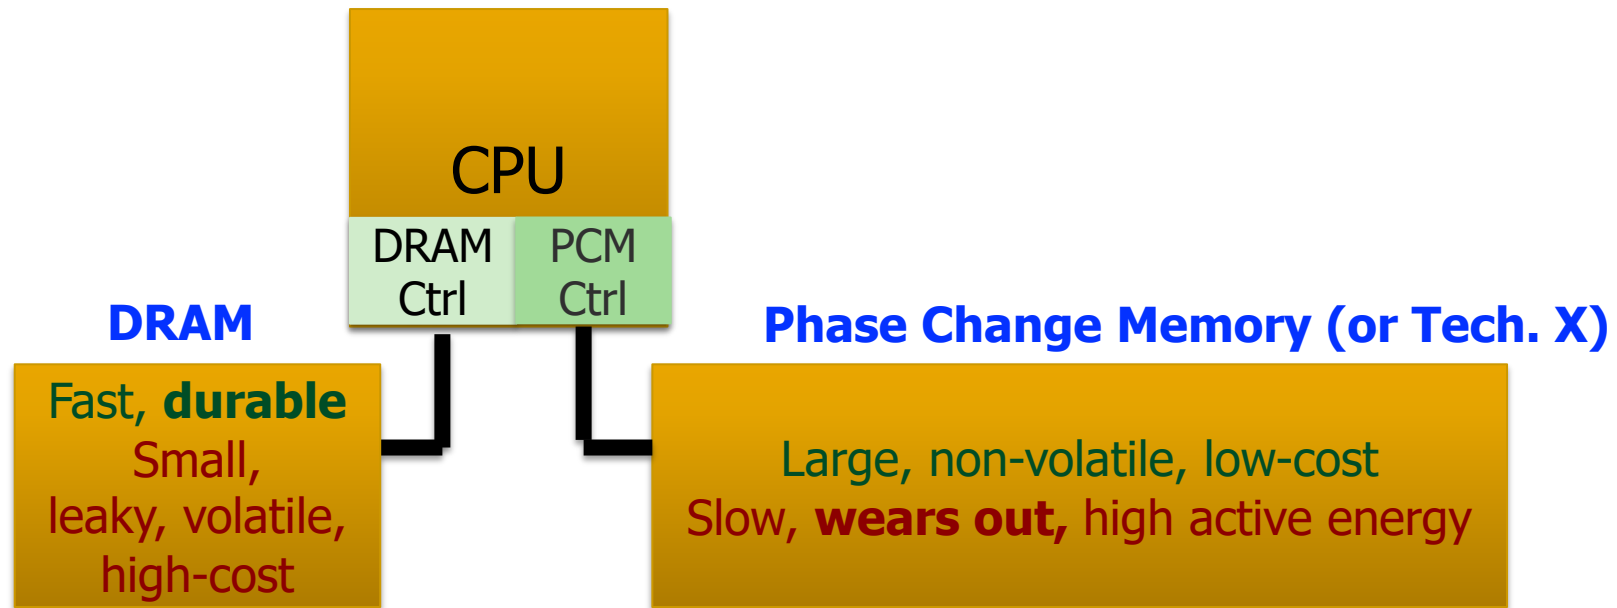 CPU
DRAM
Ctrl
PCM
Ctrl
DRAM
Fast, durable
Small,
leaky, volatile,
high-cost
Phase Change Memory (or Tech. X)
Large, non-volatile, low-cost
Slow, wears out, high active energy